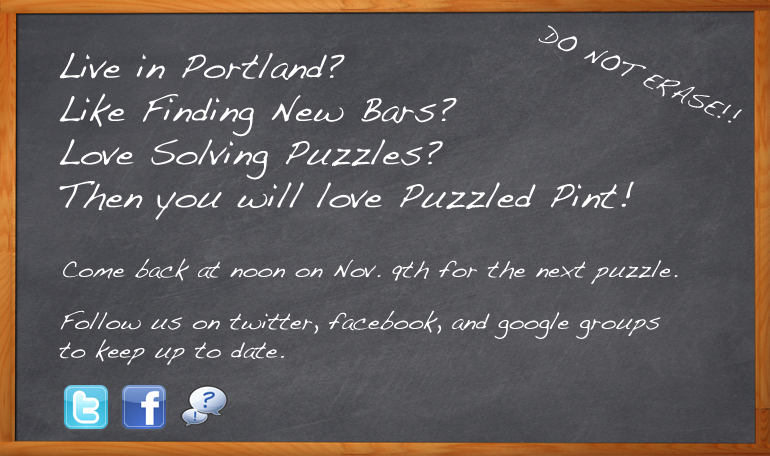 DO NOT ERASE!!
Live in Portland?
Like Finding New Bars?
Love Solving Puzzles?
Then you will love Puzzled Pint!
Come back at noon on Nov. 9th for the next puzzle.
Follow us on twitter, facebook, and google groups
to keep up to date.
t f ? !